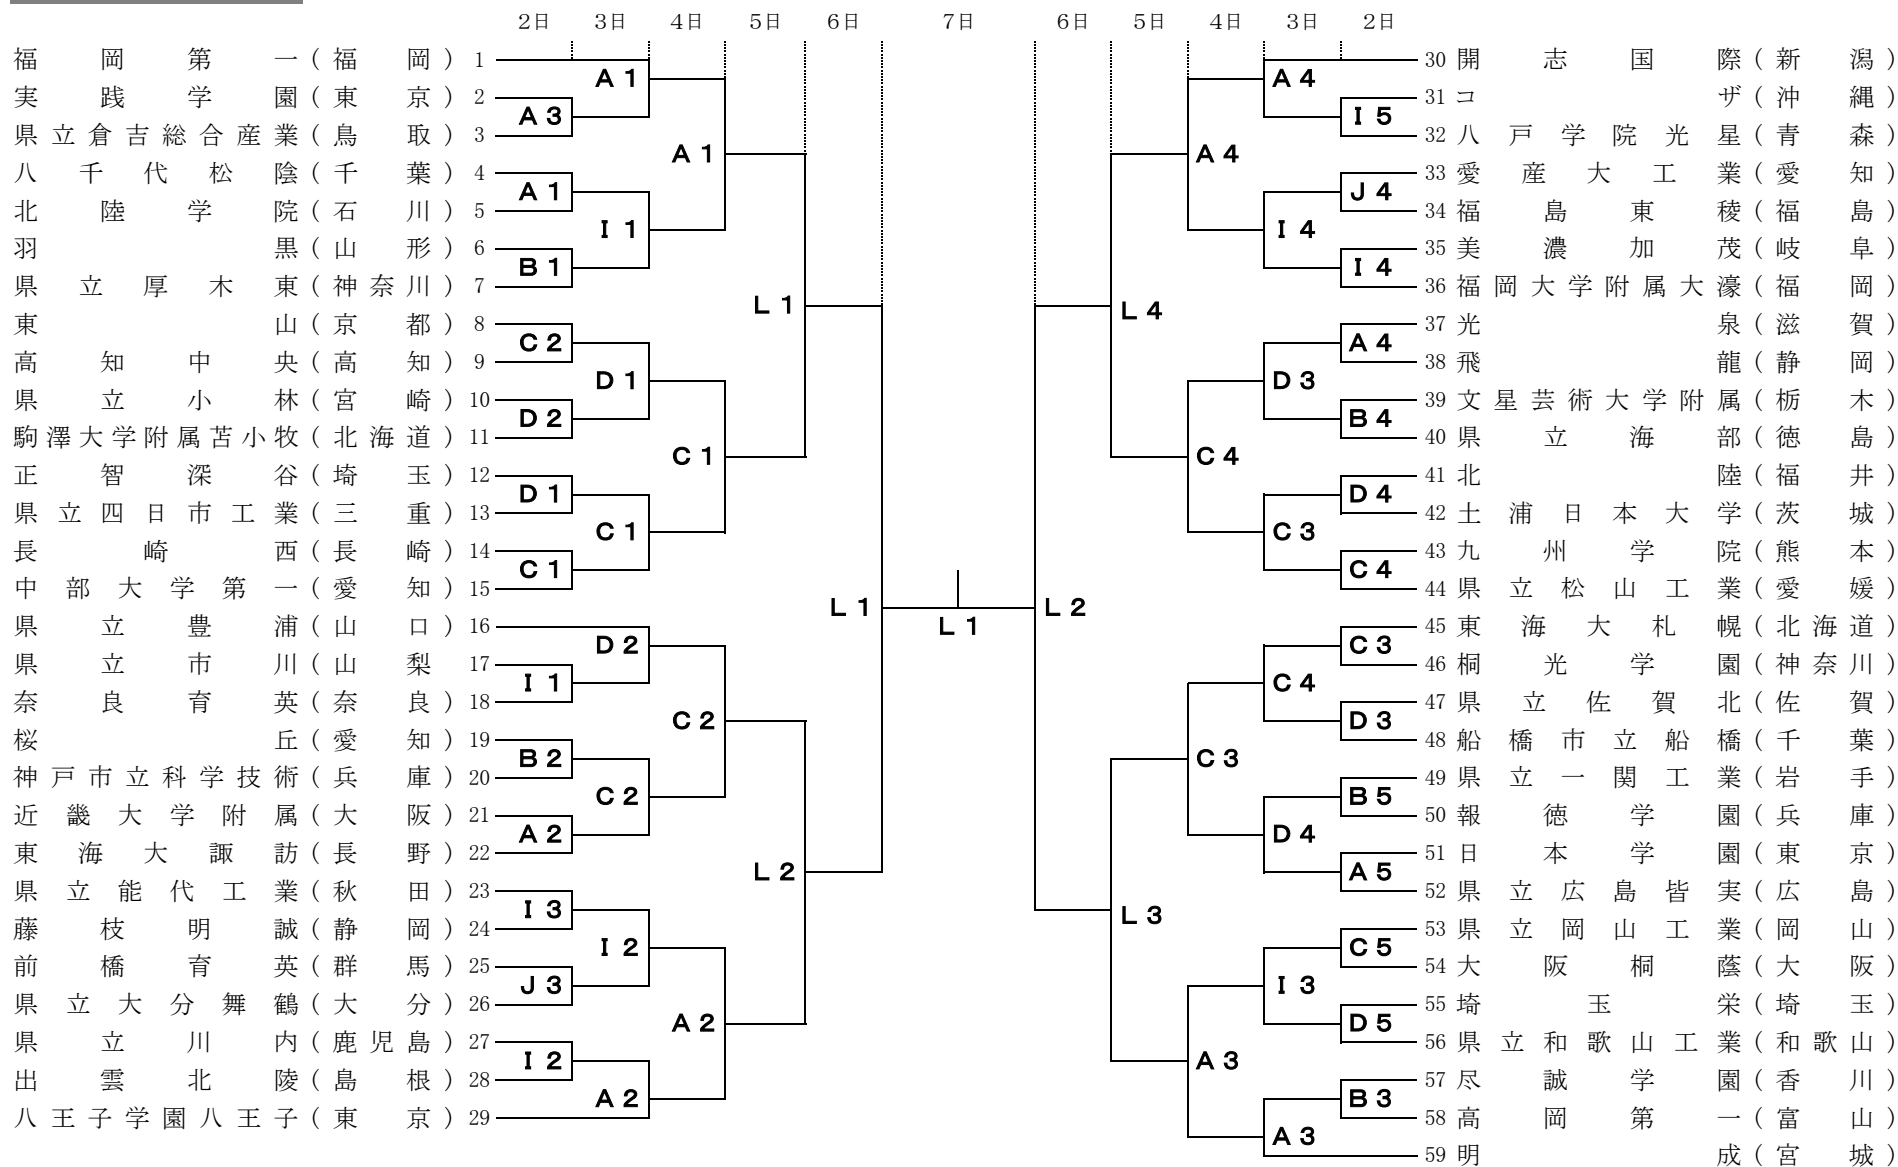 2日 3日 4日 5日 6日 7日 6日 5日 4日 3日 2日
福岡第一(福岡) 1
実践学園(東京) 2
県立倉吉総合産業(鳥取) 3
八千代松陰(千葉) 4
北陸学院(石川) 5
羽黒(山形) 6
県立厚木東(神奈川) 7
東山(京都) 8
高知中央(高知) 9
県立小林(宮崎) 10
駒澤大学附属苫小牧(北海道) 11
正智深谷(埼玉) 12
県立四日市工業(三重) 13
長崎西(長崎) 14
中部大学第一(愛知) 15
県立豊浦(山口) 16
県立市川(山梨 17
奈良育英(奈良) 18
桜丘(愛知) 19
神戸市立科学技術(兵庫) 20
近畿大学附属(大阪) 21
東海大諏訪(長野) 22
県立能代工業(秋田) 23
藤枝明誠(静岡) 24
前橋育英(群馬) 25
県立大分舞鶴(大分) 26
県立川内(鹿児島) 27
出雲北陵(島根) 28
八王子学園八王子(東京) 29
A3
A1
B1
C2
D2
D1
C1
I1
B2
A2
I3
J3
I2
A1
I1
D1
C1
D2
C2
I2
A2
A1
C1
C2
A2
L1
L2
L1
L1
L2
L4
L3
A4
C4
C3
A3
A4
I4
D3
C3
C4
D4
I3
A3
I5
J4
I4
A4
B4
D4
C4
C3
D3
B5
A5
C5
D5
B3
30 開志国際(新潟)
31 コザ(沖縄)
32 八戸学院光星(青森)
33 愛産大工業(愛知)
34 福島東稜(福島)
35 美濃加茂(岐阜)
36 福岡大学附属大濠(福岡)
37 光泉(滋賀)
38 飛龍(静岡)
39 文星芸術大学附属(栃木)
40 県立海部(徳島)
41 北陸(福井)
42 土浦日本大学(茨城)
43 九州学院(熊本)
44 県立松山工業(愛媛)
45 東海大札幌(北海道)
46 桐光学園(神奈川)
47 県立佐賀北(佐賀)
48 船橋市立船橋(千葉)
49 県立一関工業(岩手)
50 報徳学園(兵庫)
51 日本学園(東京)
52 県立広島皆実(広島)
53 県立岡山工業(岡山)
54 大阪桐蔭(大阪)
55 埼玉栄(埼玉)
56 県立和歌山工業(和歌山)
57 尽誠学園(香川)
58 高岡第一(富山)
59 明成(宮城)